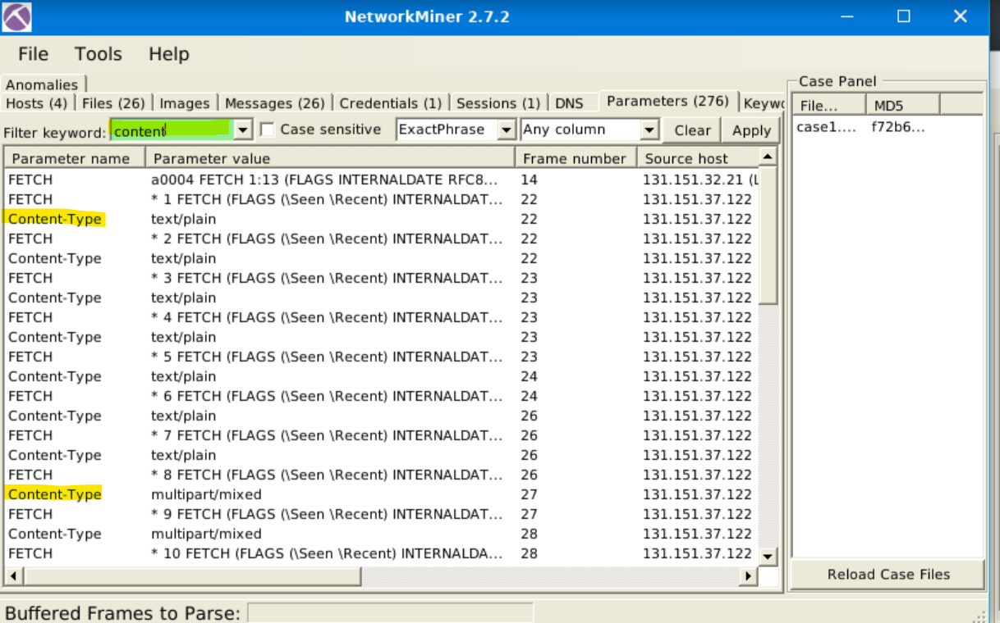 NetworkMiner 2.7.2
File Tools Help
Anomalies
Hosts (4) Files (26) Images Messages (26) Credentials (1) Sessions (1) DNS Parameters (276) Keywo
Filter keyword: content Case sensitive ExactPhrase Any column Clear Apply
Parameter name Parameter value Frame number Source host
FETCH a0004 FETCH 1:13 (FLAGS INTERNALDATE RFC8... 14 131.151.32.21 (L
FETCH * 1 FETCH (FLAGS (\Seen \Recent) INTERNALDAT... 22 131.151.37.122
Content-Type text/plain 22 131.151.37.122
FETCH * 2 FETCH (FLAGS (\Seen \Recent) INTERNALDAT... 22 131.151.37.122
Content-Type text/plain 22 131.151.37.122
FETCH * 3 FETCH (FLAGS (\Seen \Recent) INTERNALDAT... 23 131.151.37.122
Content-Type text/plain 23 131.151.37.122
FETCH * 4 FETCH (FLAGS (\Seen \Recent) INTERNALDAT... 23 131.151.37.122
Content-Type text/plain 23 131.151.37.122
FETCH * 5 FETCH (FLAGS (\Seen \Recent) INTERNALDAT... 23 131.151.37.122
Content-Type text/plain 24 131.151.37.122
FETCH * 6 FETCH (FLAGS (\Seen \Recent) INTERNALDAT... 24 131.151.37.122
Content-Type text/plain 26 131.151.37.122
FETCH * 7 FETCH (FLAGS (\Seen \Recent) INTERNALDAT... 26 131.151.37.122
Content-Type text/plain 26 131.151.37.122
FETCH * 8 FETCH (FLAGS (\Seen \Recent) INTERNALDAT... 26 131.151.37.122
Content-Type multipart/mixed 27 131.151.37.122
FETCH * 9 FETCH (FLAGS (\Seen \Recent) INTERNALDAT... 27 131.151.37.122
Content-Type multipart/mixed 28 131.151.37.122
FETCH * 10 FETCH (FLAGS (\Seen \Recent) INTERNALDA... 28 131.151.37.122
Case Panel
File... MD5
case1.... f72b6...
Reload Case Files
Buffered Frames to Parse: